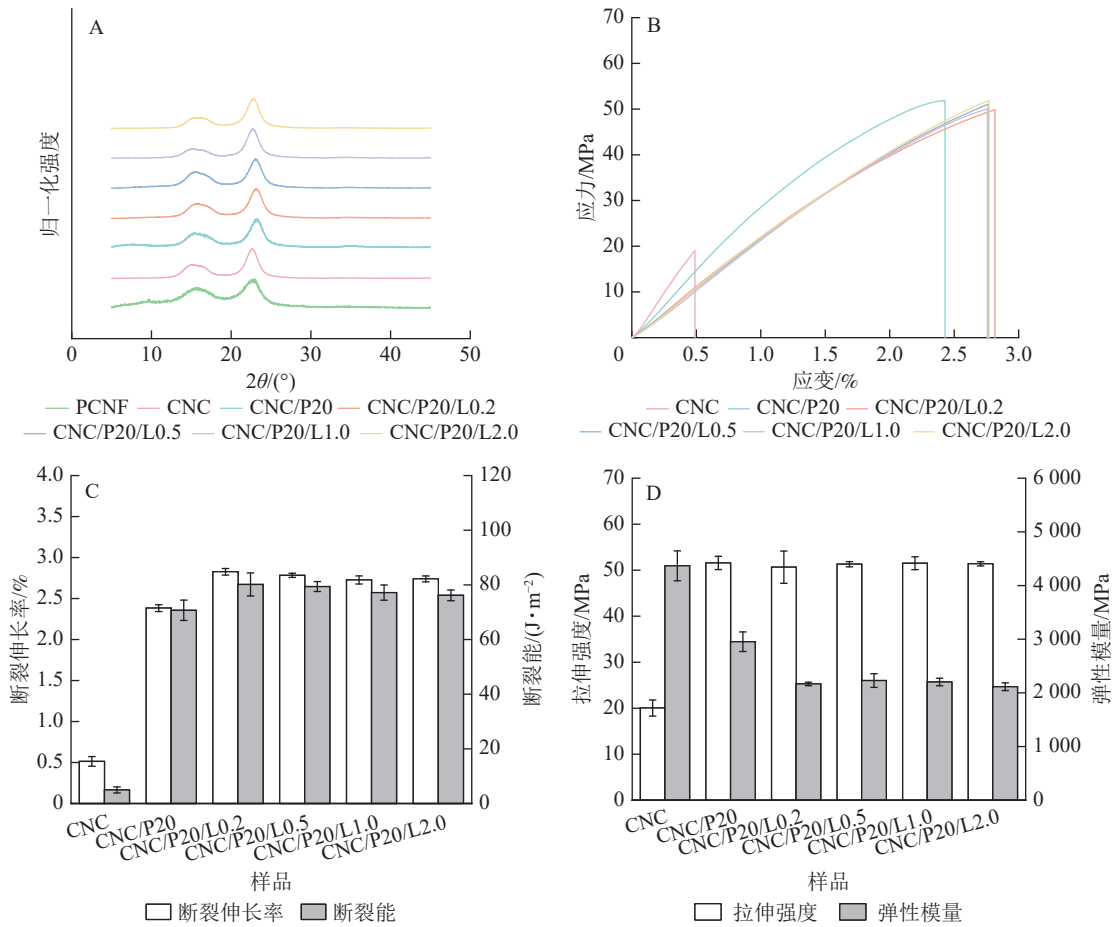 A
归一化强度
0
10
20
30
40
50
2θ/(°)
PCNF
CNC
CNC/P20
CNC/P20/L0.2
CNC/P20/L0.5
CNC/P20/L1.0
CNC/P20/L2.0
B
70
60
50
40
30
20
10
应力/MPa
0
0.5
1.0
1.5
2.0
2.5
3.0
应变/%
CNC
CNC/P20
CNC/P20/L0.2
CNC/P20/L0.5
CNC/P20/L1.0
CNC/P20/L2.0
C
4.0
3.5
3.0
2.5
2.0
1.5
1.0
0.5
0
断裂伸长率/%
120
100
80
60
40
20
0
断裂能/(J·m⁻²)
CNC
CNC/P20
CNC/P20/L0.2
CNC/P20/L0.5
CNC/P20/L1.0
CNC/P20/L2.0
样品
断裂伸长率
断裂能
D
70
60
50
40
30
20
10
0
拉伸强度/MPa
6 000
5 000
4 000
3 000
2 000
1 000
0
弹性模量/MPa
CNC
CNC/P20
CNC/P20/L0.2
CNC/P20/L0.5
CNC/P20/L1.0
CNC/P20/L2.0
样品
拉伸强度
弹性模量